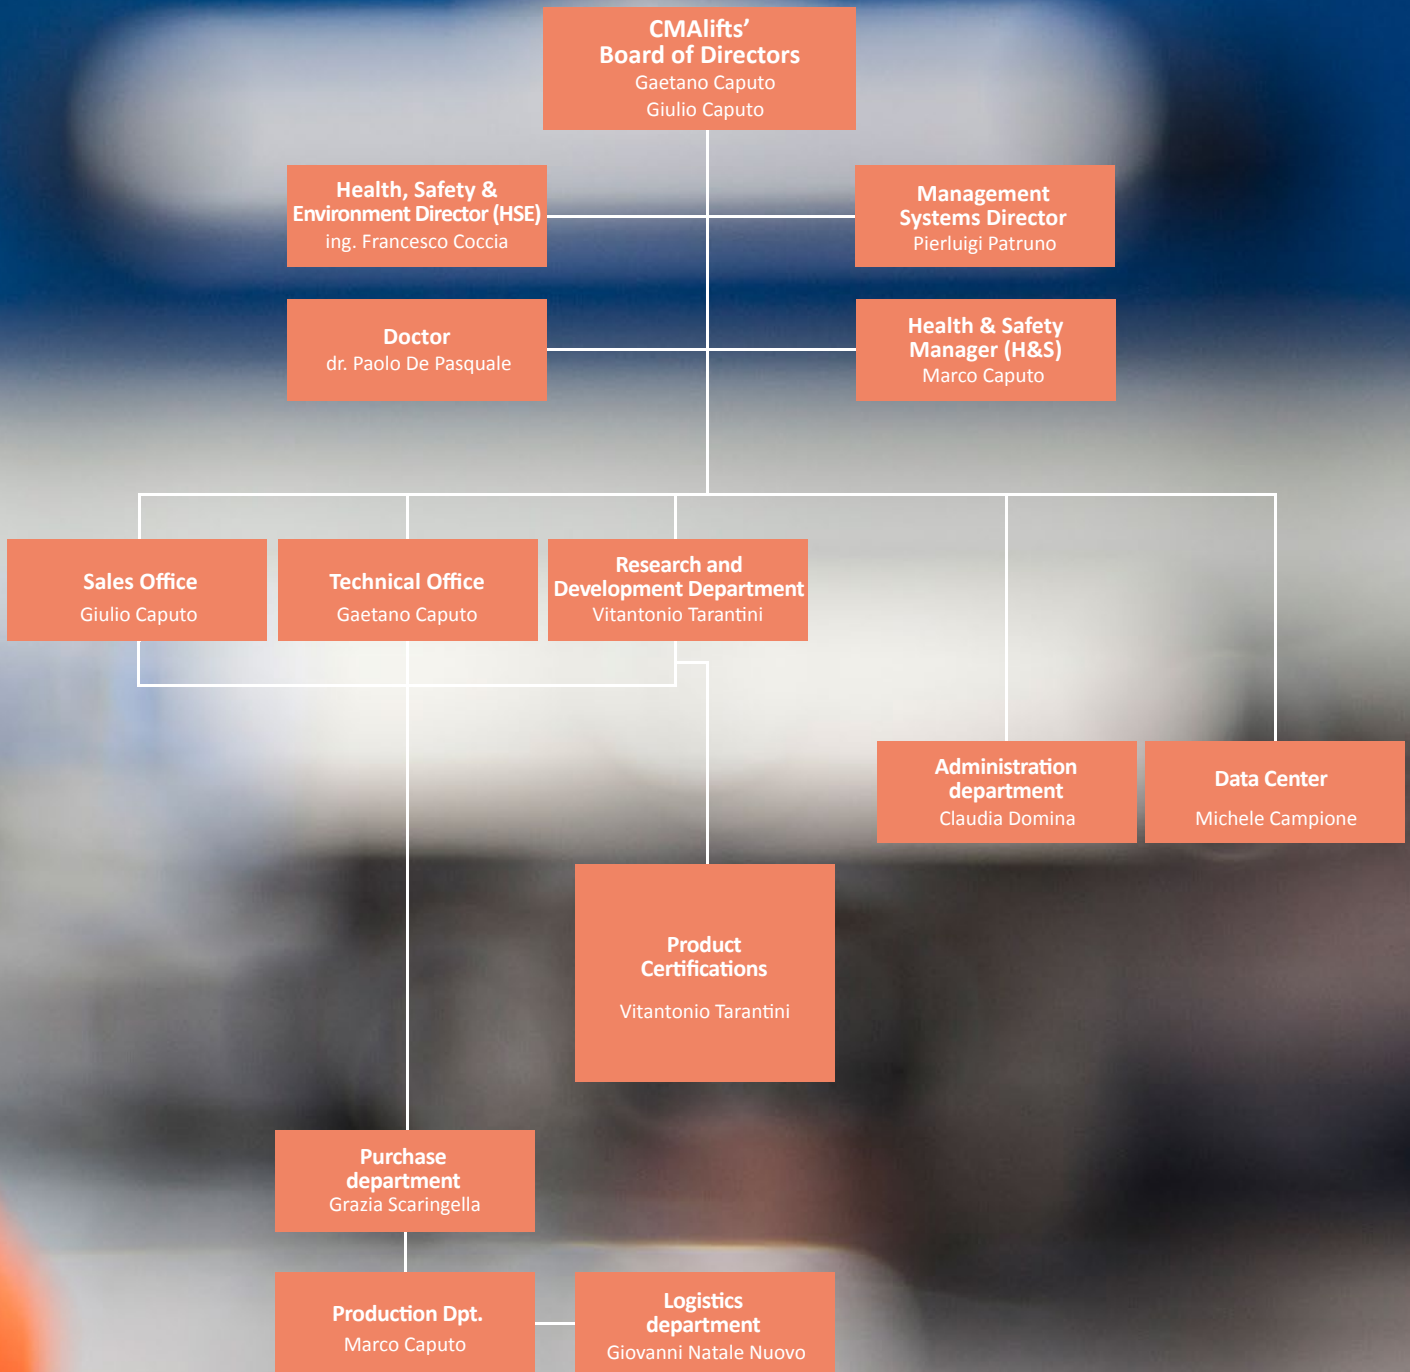 CMAlifts’
Board of Directors
Gaetano Caputo
Giulio Caputo
Health, Safety &
Environment Director (HSE)
ing. Francesco Coccia
Management
Systems Director
Pierluigi Patruno
Doctor
dr. Paolo De Pasquale
Health & Safety
Manager (H&S)
Marco Caputo
Sales Office
Giulio Caputo
Technical Office
Gaetano Caputo
Research and
Development Department
Vitantonio Tarantini
Administration
department
Claudia Domina
Data Center
Michele Campione
Product
Certifications
Vitantonio Tarantini
Purchase
department
Grazia Scaringella
Production Dpt.
Marco Caputo
Logistics
department
Giovanni Natale Nuovo